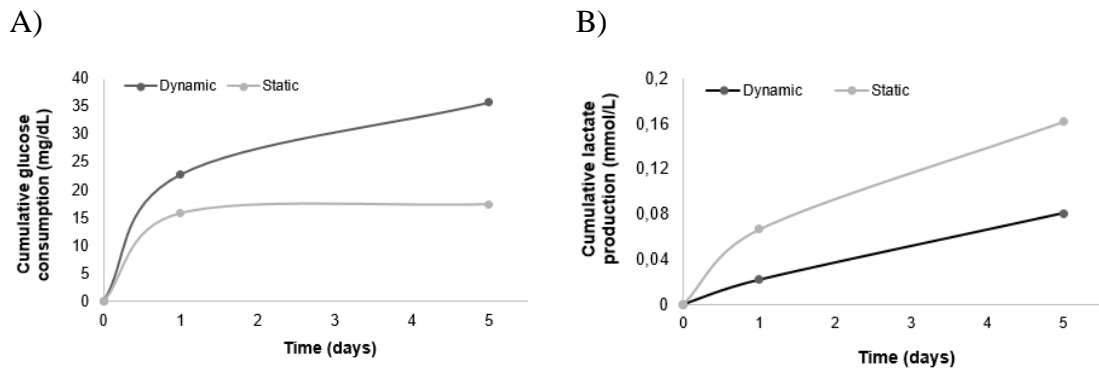 A)
B)
Cumulative glucose
consumption (mg/dL)
40
35
30
25
20
15
10
5
0
Dynamic Static
0 1 2 3 4 5
Time (days)
Cumulative lactate
production (mmol/L)
0,2
0,16
0,12
0,08
0,04
0
Dynamic Static
0 1 2 3 4 5
Time (days)